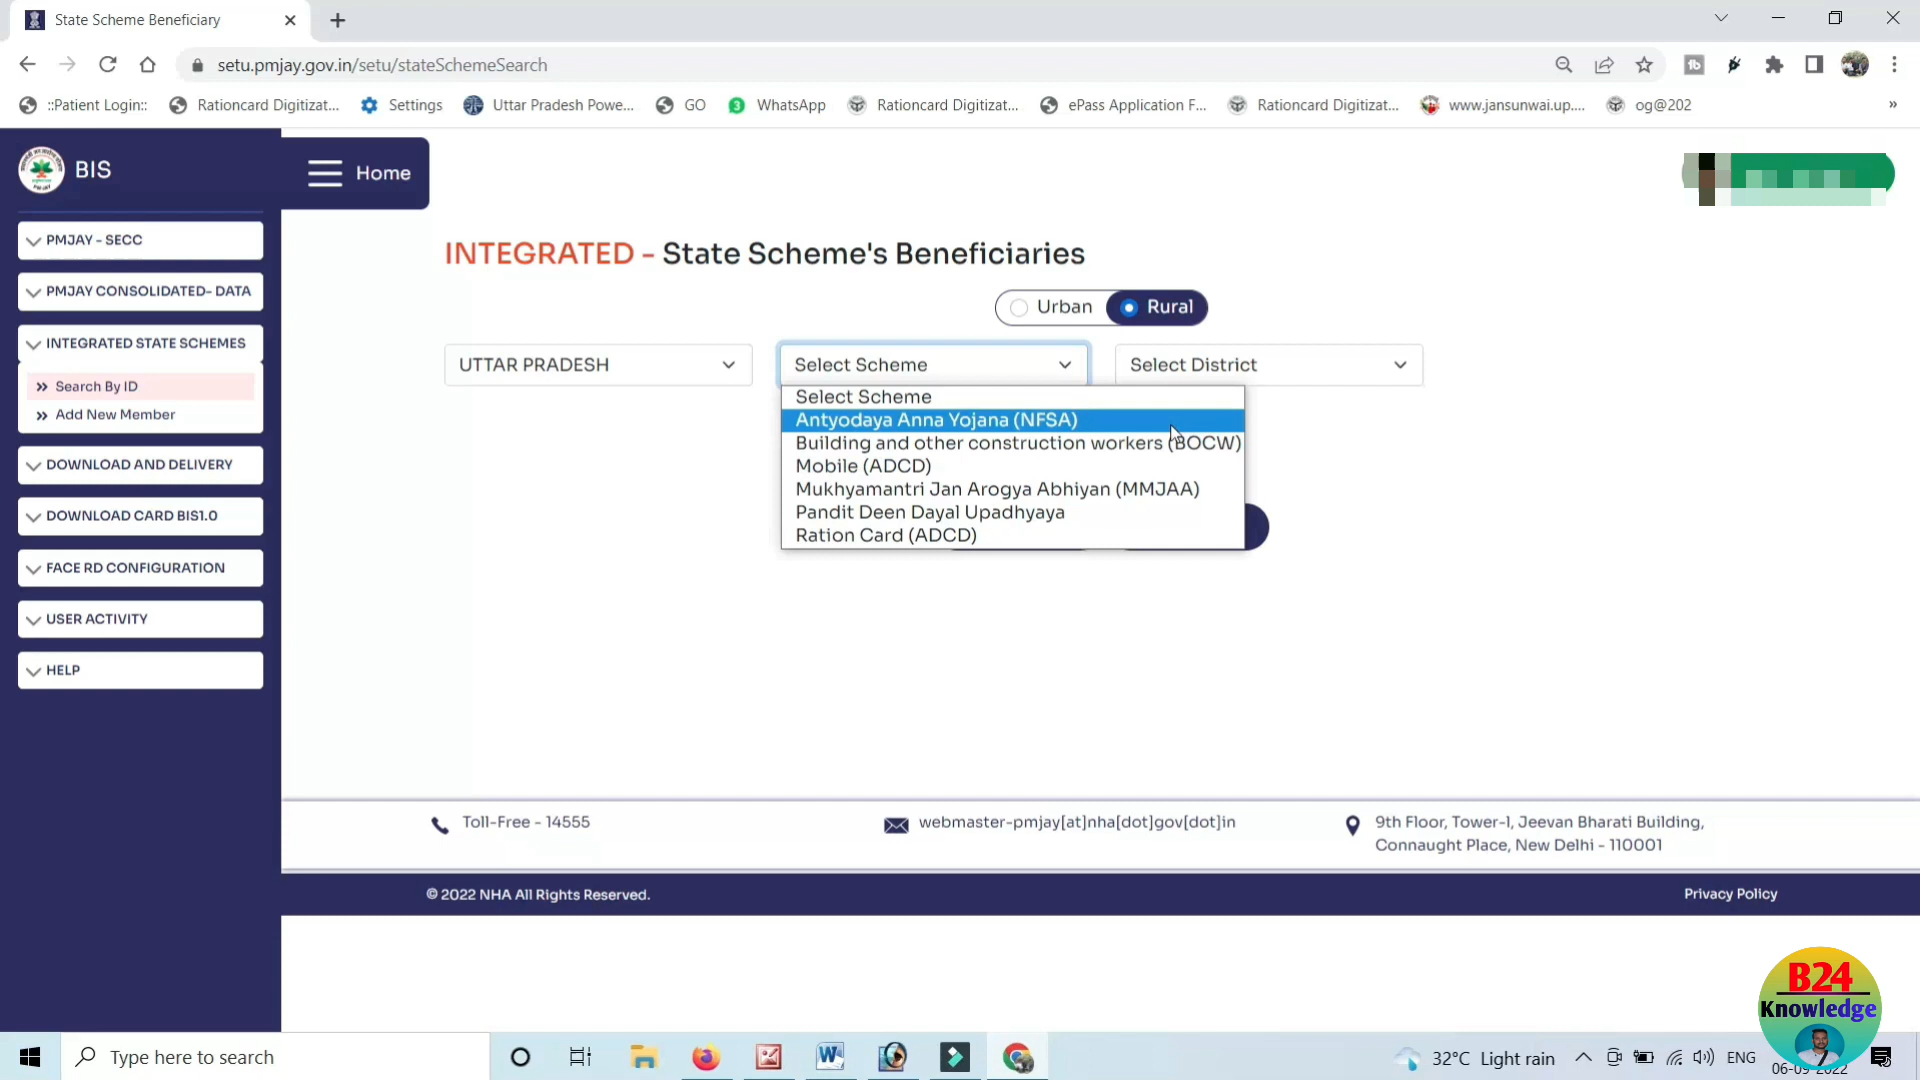 State Scheme Beneficiary
setu.pmjay.gov.in/setu/stateSchemeSearch
::Patient Login::
Rationcard Digitizat...
Settings
Uttar Pradesh Powe...
GO
WhatsApp
Rationcard Digitizat...
ePass Application F...
Rationcard Digitizat...
www.jansunwai.up....
og@202
BIS
Home
PMJAY - SECC
PMJAY CONSOLIDATED- DATA
INTEGRATED STATE SCHEMES
Search By ID
Add New Member
DOWNLOAD AND DELIVERY
DOWNLOAD CARD BIS1.0
FACE RD CONFIGURATION
USER ACTIVITY
HELP
INTEGRATED - State Scheme's Beneficiaries
Urban
Rural
UTTAR PRADESH
Select Scheme
Select District
Select Scheme
Antyodaya Anna Yojana (NFSA)
Building and other construction workers (BOCW)
Mobile (ADCD)
Mukhyamantri Jan Arogya Abhiyan (MMJAA)
Pandit Deen Dayal Upadhyaya
Ration Card (ADCD)
Toll-Free - 14555
webmaster-pmjay[at]nha[dot]gov[dot]in
9th Floor, Tower-l, Jeevan Bharati Building,
Connaught Place, New Delhi - 110001
© 2022 NHA All Rights Reserved.
Privacy Policy
B24
Knowledge
Type here to search
32°C Light rain
ENG
06-09-2022